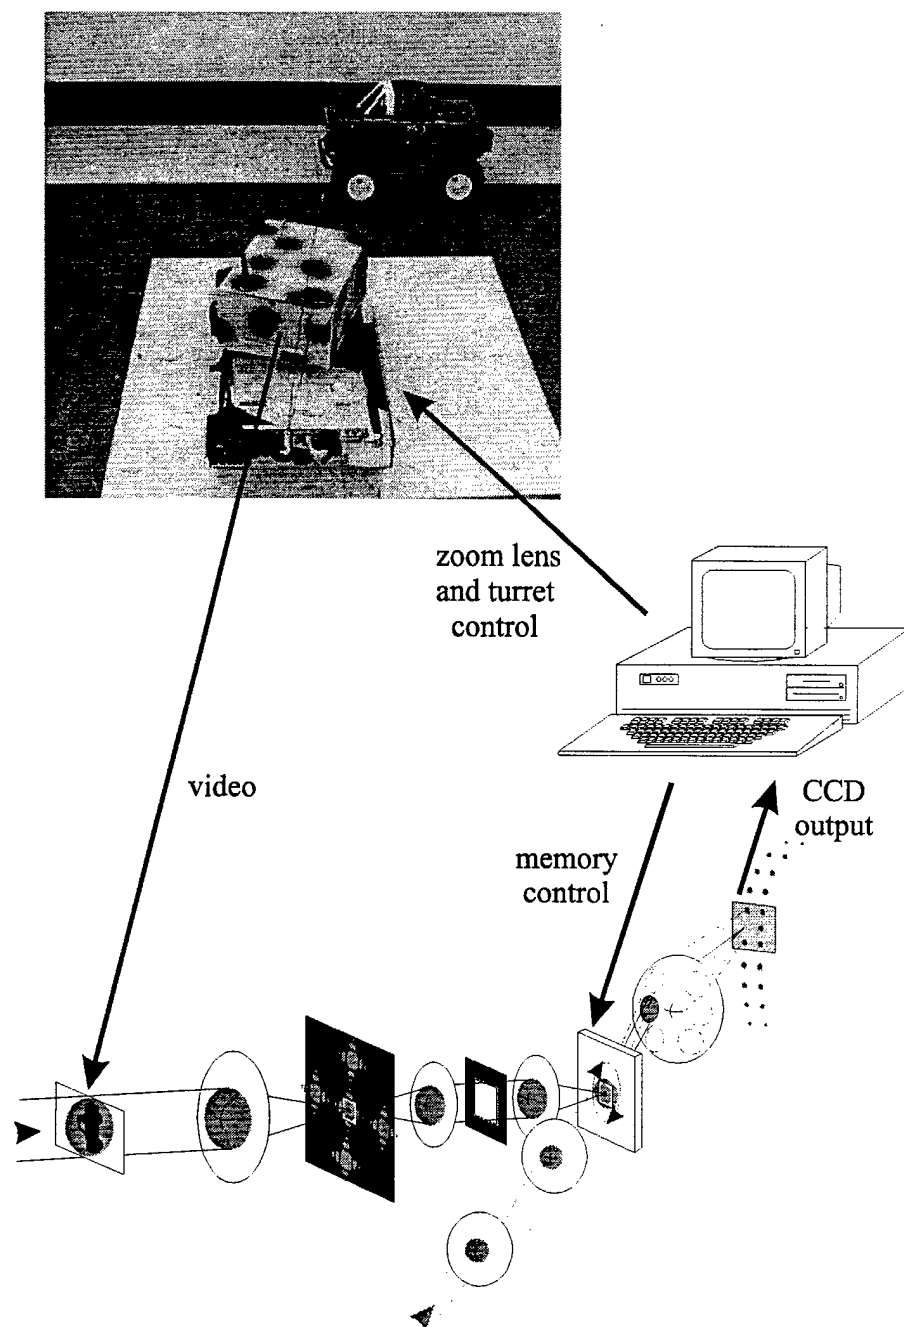 zoom lens
and turret
control
video
CCD
output
memory
control